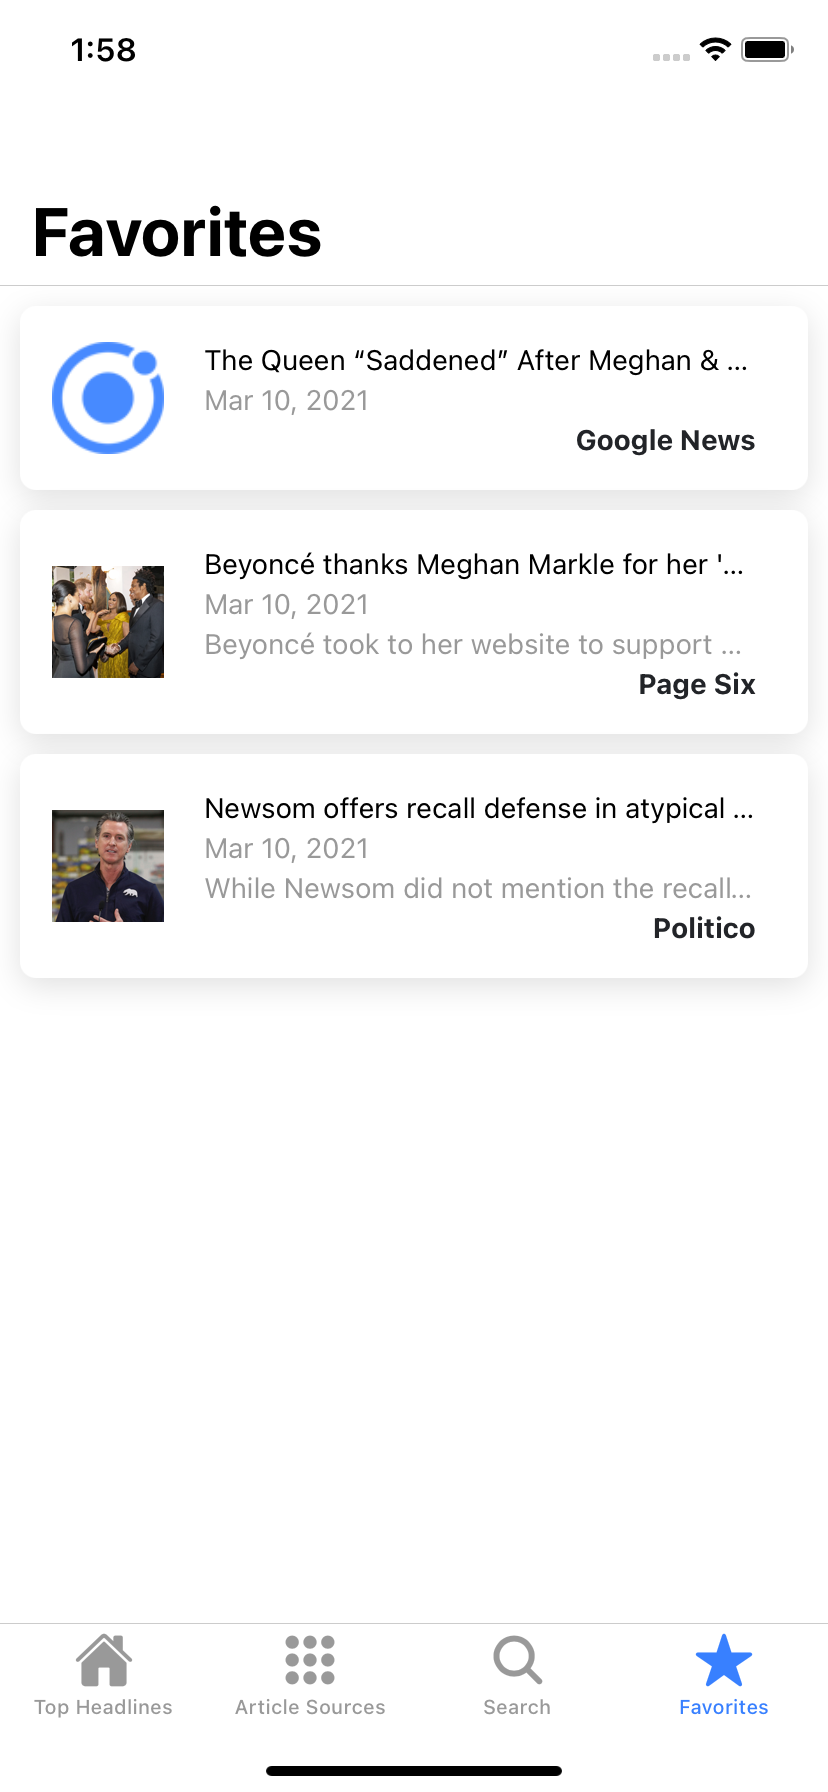 1:58
Favorites
The Queen “Saddened” After Meghan & ...
Mar 10, 2021
Google News
Beyoncé thanks Meghan Markle for her '...
Mar 10, 2021
Beyoncé took to her website to support ...
Page Six
Newsom offers recall defense in atypical ...
Mar 10, 2021
While Newsom did not mention the recall...
Politico
Top Headlines
Article Sources
Search
Favorites